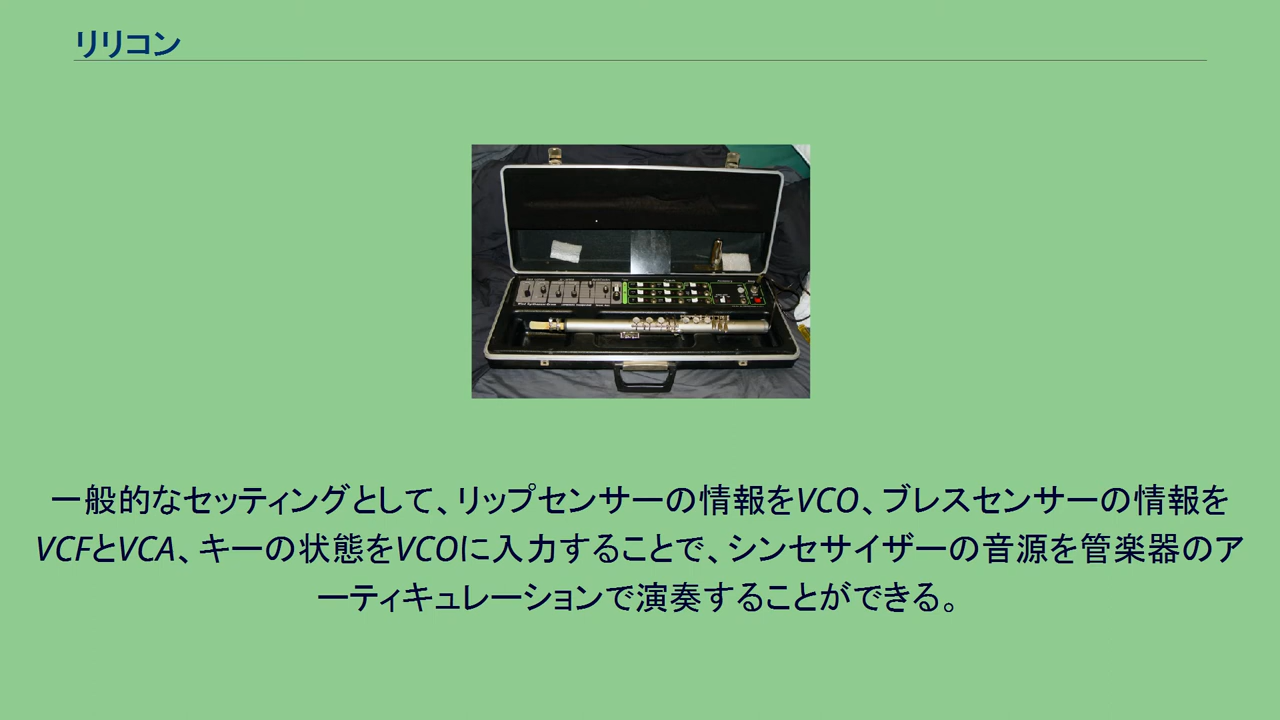 リリコン
一般的なセッティングとして、リップセンサーの情報をVCO、ブレスセンサーの情報を
VCFとVCA、キーの状態をVCOに入力することで、シンセサイザーの音源を管楽器のア
ーティキュレーションで演奏することができる。